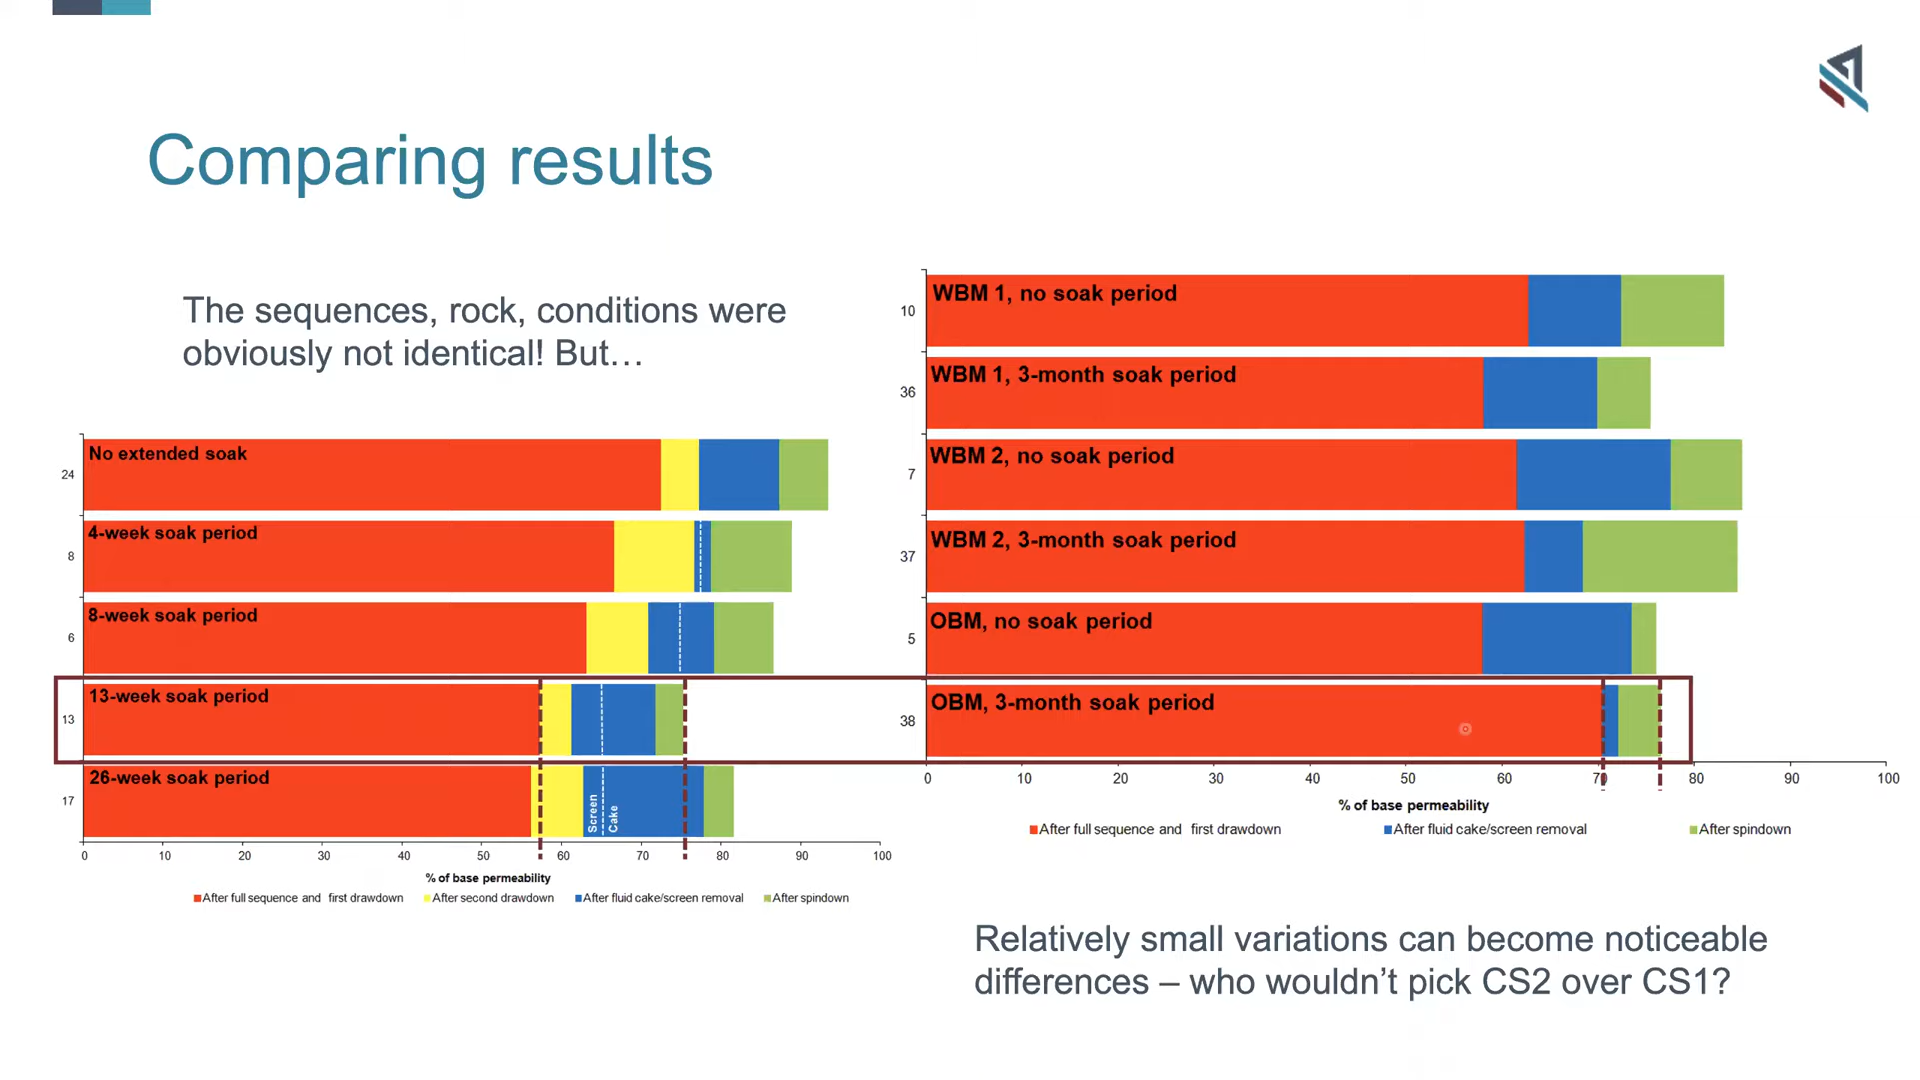 Comparing results
The sequences, rock, conditions were
obviously not identical! But…
24
No extended soak
8
4-week soak period
6
8-week soak period
13
13-week soak period
17
26-week soak period
Screen
Cake
0 10 20 30 40 50 60 70 80 90 100
% of base permeability
After full sequence and first drawdown After second drawdown After fluid cake/screen removal After spindown
10
WBM 1, no soak period
36
WBM 1, 3-month soak period
7
WBM 2, no soak period
37
WBM 2, 3-month soak period
5
OBM, no soak period
38
OBM, 3-month soak period
0 10 20 30 40 50 60 70 80 90 100
% of base permeability
After full sequence and first drawdown After fluid cake/screen removal After spindown
Relatively small variations can become noticeable
differences – who wouldn’t pick CS2 over CS1?